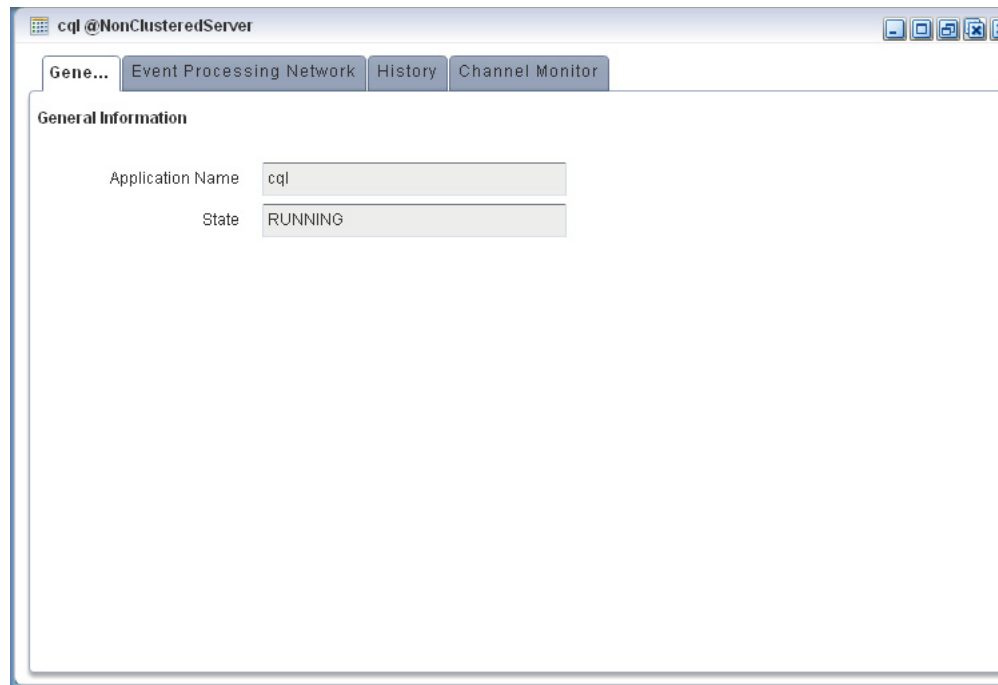 cql @NonClusteredServer
Gene... Event Processing Network History Channel Monitor
General Information
Application Name cql
State RUNNING